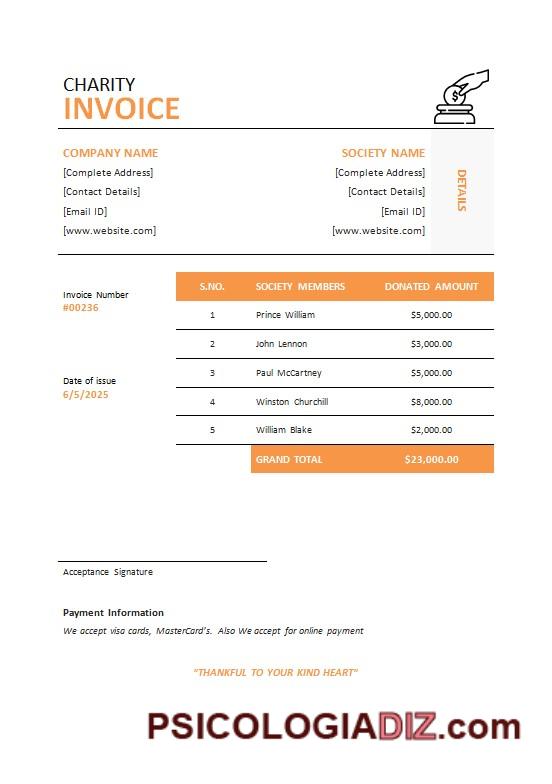 CHARITY
INVOICE
$
COMPANY NAME
[Complete Address]
[Contact Details]
[Email ID]
[www.website.com]
SOCIETY NAME
[Complete Address]
[Contact Details]
[Email ID]
[www.website.com]
DETAILS
Invoice Number
#00236
Date of issue
6/5/2025
S.NO. SOCIETY MEMBERS DONATED AMOUNT
1 Prince William $5,000.00
2 John Lennon $3,000.00
3 Paul McCartney $5,000.00
4 Winston Churchill $8,000.00
5 William Blake $2,000.00
GRAND TOTAL $23,000.00
Acceptance Signature
Payment Information
We accept visa cards, MasterCard's. Also We accept for online payment
"THANKFUL TO YOUR KIND HEART"
PSICOLOGIADIZ.com